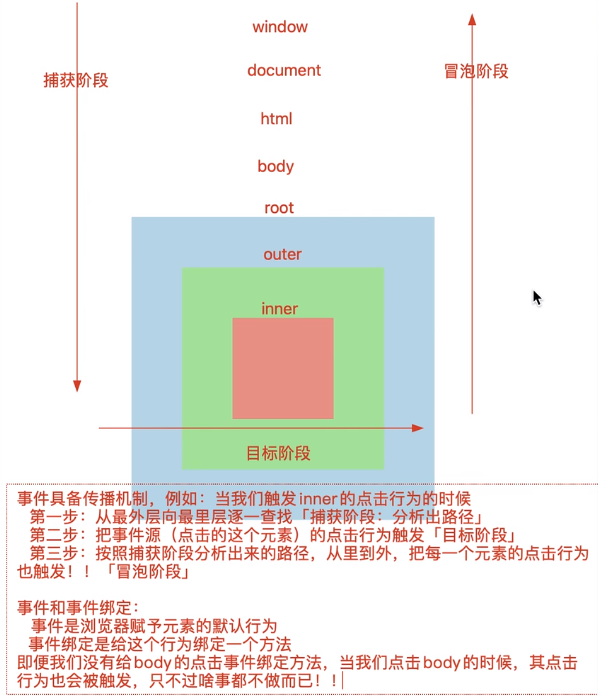 window
document
捕获阶段
冒泡阶段
html
body
root
outer
inner
目标阶段
事件具备传播机制，例如：当我们触发inner的点击行为的时候
第一步：从最外层向最里层逐一查找「捕获阶段：分析出路径」
第二步：把事件源（点击的这个元素）的点击行为触发「目标阶段」
第三步：按照捕获阶段分析出来的路径，从里到外，把每一个元素的点击行为
也触发！！「冒泡阶段」
事件和事件绑定：
事件是浏览器赋予元素的默认行为
事件绑定是给这个行为绑定一个方法
即便我们没有给body的点击事件绑定方法，当我们点击body的时候，其点击
行为也会被触发，只不过啥事都不做而已！！